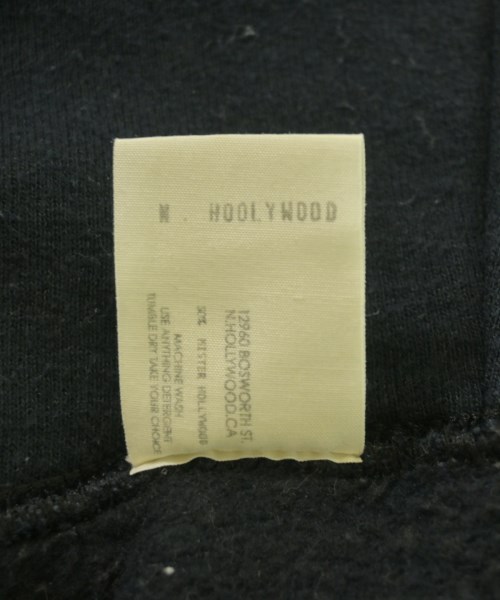 N. HOOLYWOOD
12960 BOSWORTH ST.
N.HOLLYWOOD.CA
MISTER HOLLYWOOD
MACHINE WASH
USE ANYTHING DETERGENT
TUMBLE DRY TAKE YOUR CHOICE